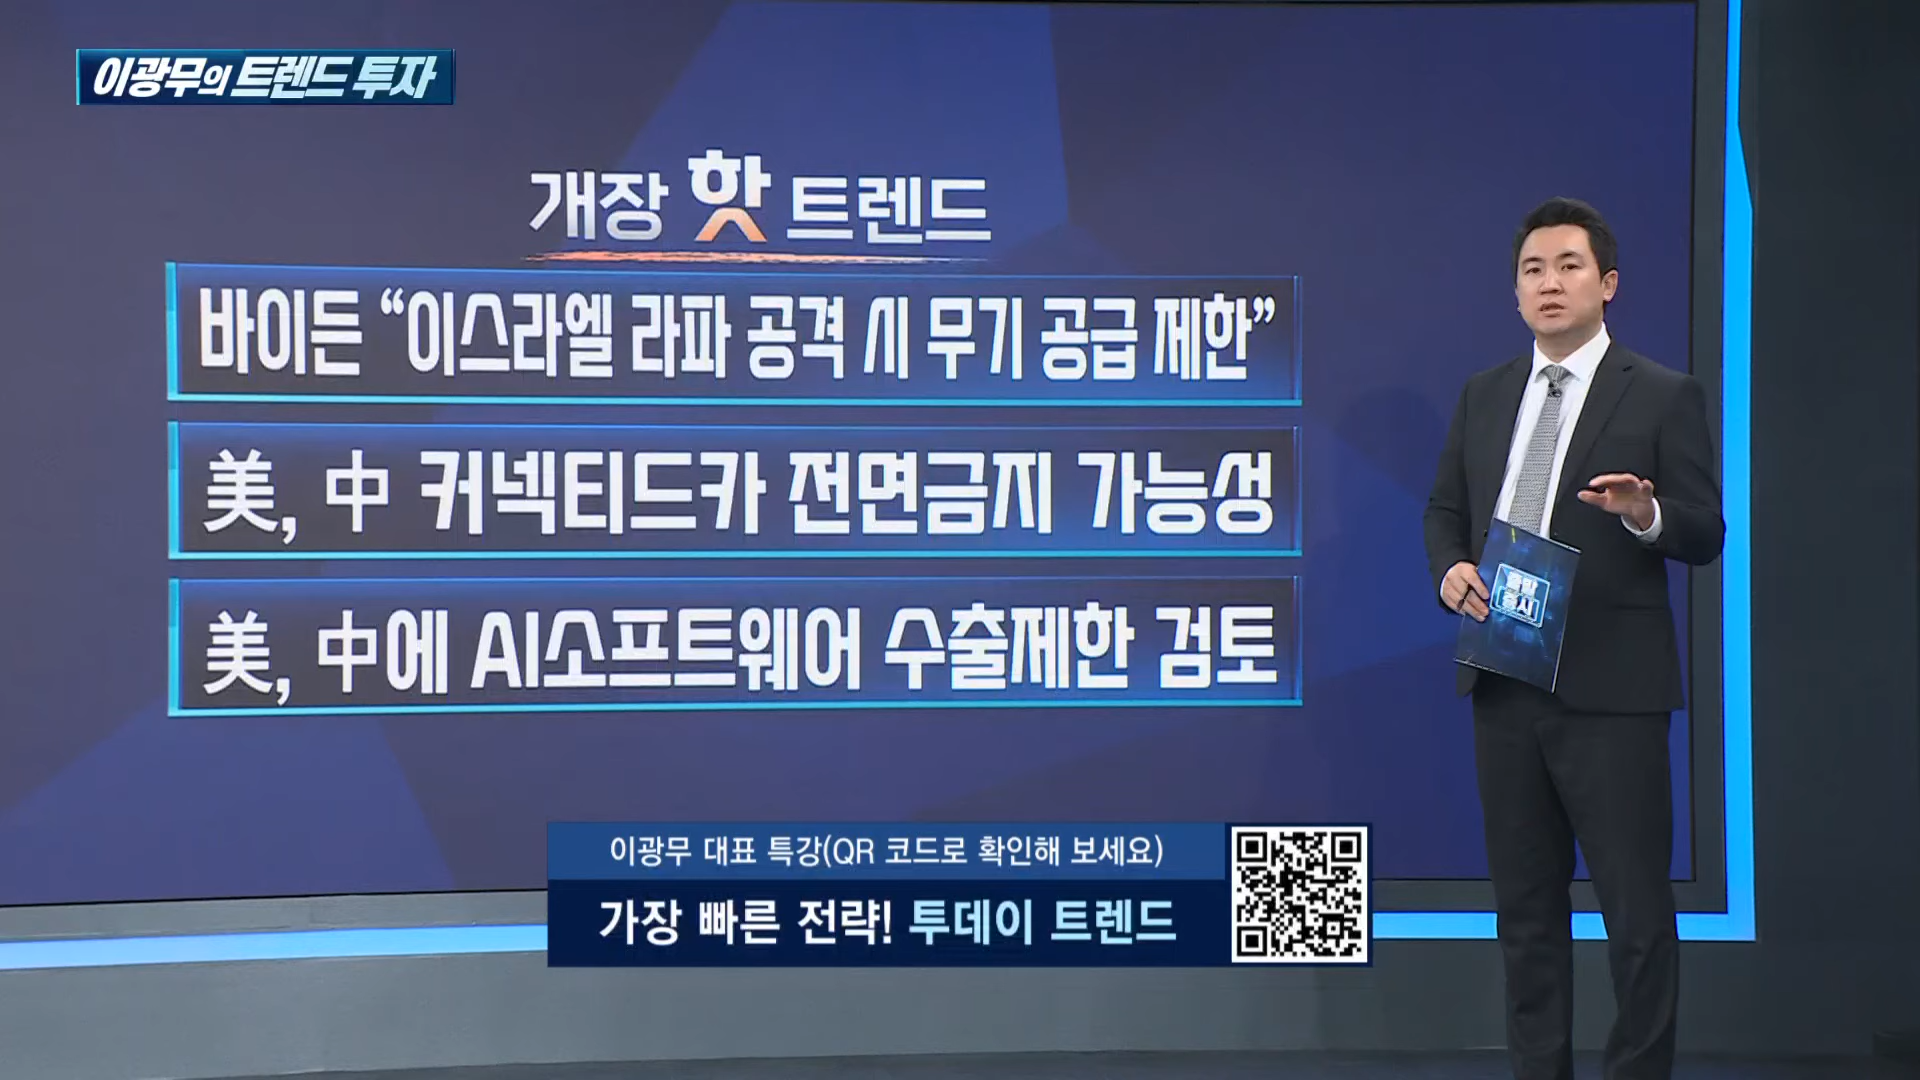 이광무의 트렌드 투자
개장 핫 트렌드
바이든 “이스라엘 라파 공격 시 무기 공급 제한”
美, 中 커넥티드카 전면금지 가능성
美, 中에 AI소프트웨어 수출제한 검토
출발
증시
이광무 대표 특강(QR 코드로 확인해 보세요)
가장 빠른 전략! 투데이 트렌드